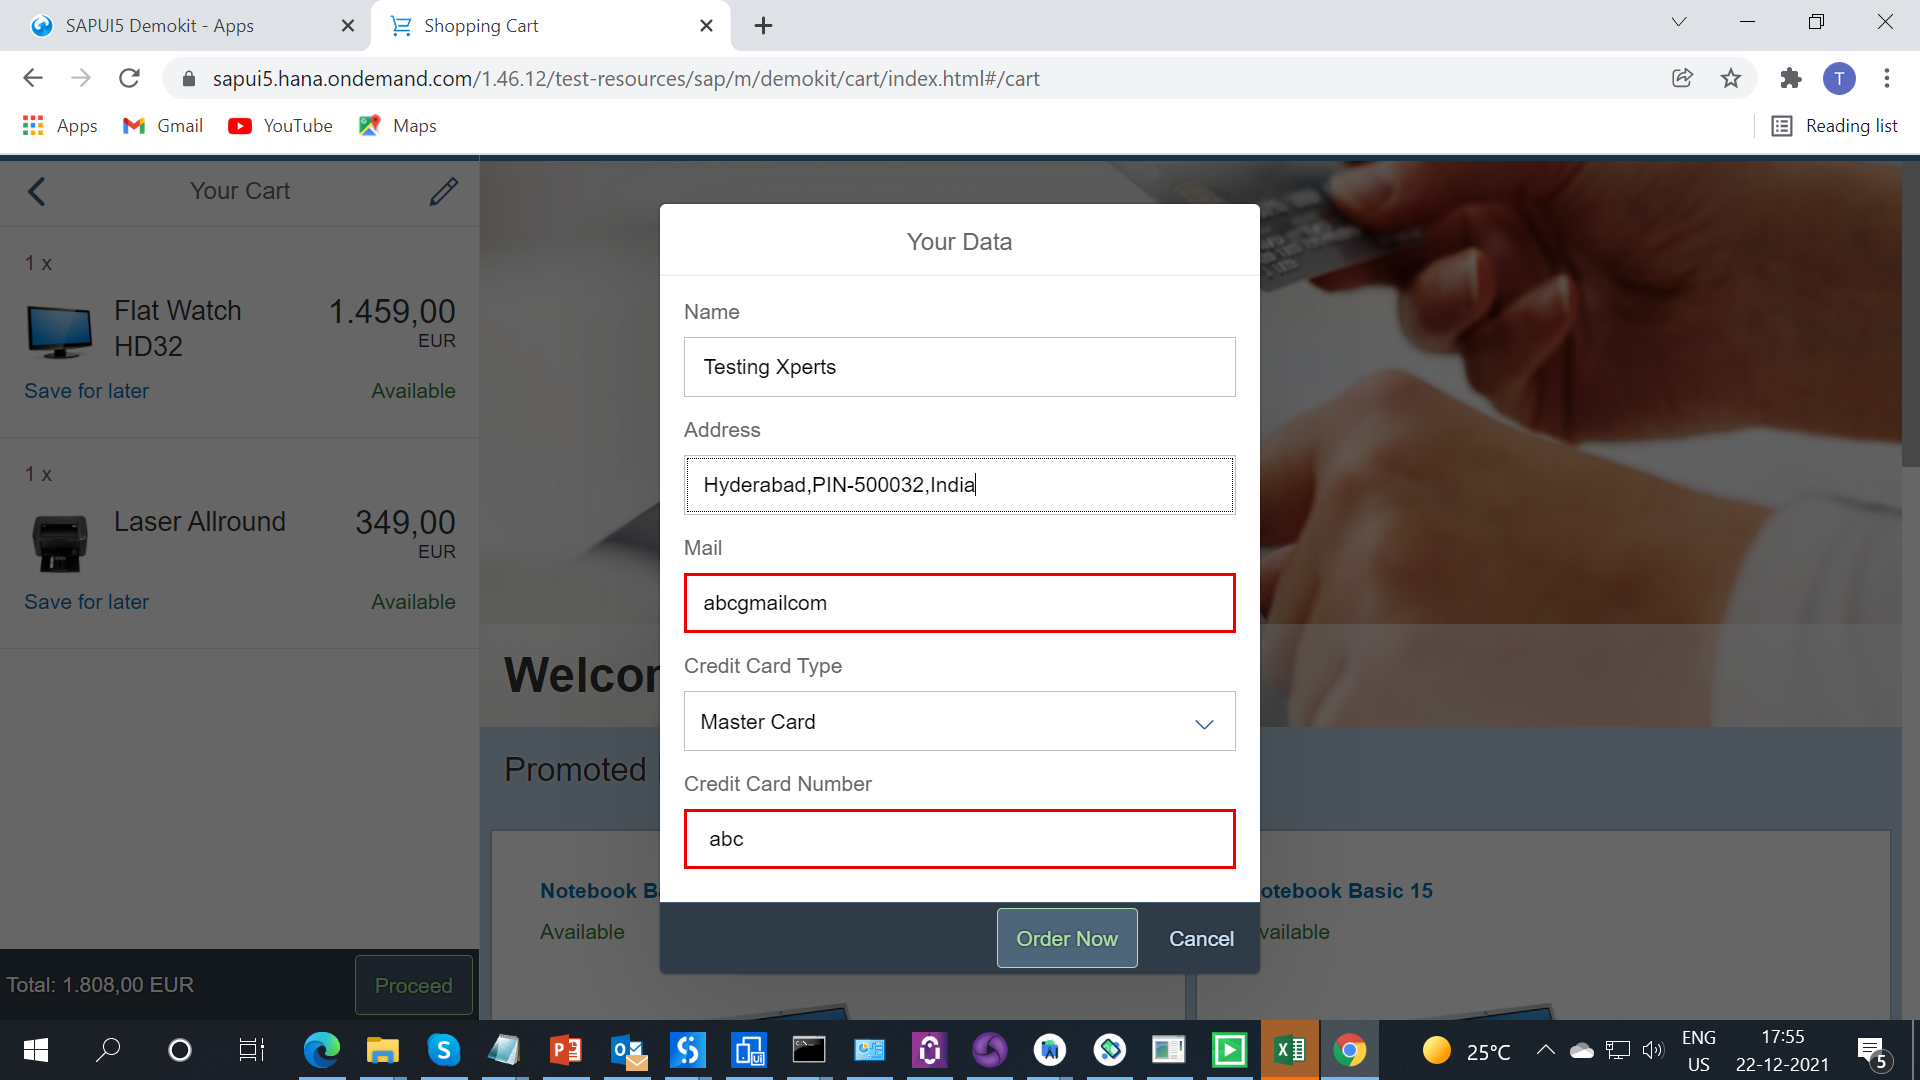 SAPUI5 Demokit - Apps
Shopping Cart
sapui5.hana.ondemand.com/1.46.12/test-resources/sap/m/demokit/cart/index.html#/cart
T
Apps
Gmail
YouTube
Maps
Reading list
Your Cart
1 x
Flat Watch
HD32
1.459,00
EUR
Save for later
Available
1 x
Laser Allround
349,00
EUR
Save for later
Available
Total: 1.808,00 EUR
Proceed
Welcom
Promoted
Notebook Ba
Available
otebook Basic 15
vailable
Your Data
Name
Testing Xperts
Address
Hyderabad,PIN-500032,India
Mail
abcgmailcom
Credit Card Type
Master Card
Credit Card Number
abc
Order Now
Cancel
25°C
ENG
US
17:55
22-12-2021
5